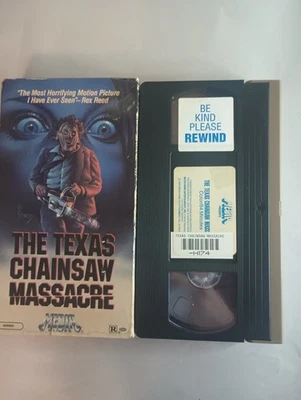 "The Most Horrifying Motion Picture
I Have Ever Seen"–Rex Reed
THE TEXAS
CHAINSAW
MASSACRE
MEDIA
R
BE
KIND
PLEASE
REWIND
THE TEXAS CHAINSAW MASSACRE
TEXAS CHAINSAW MASSACRE
-H174